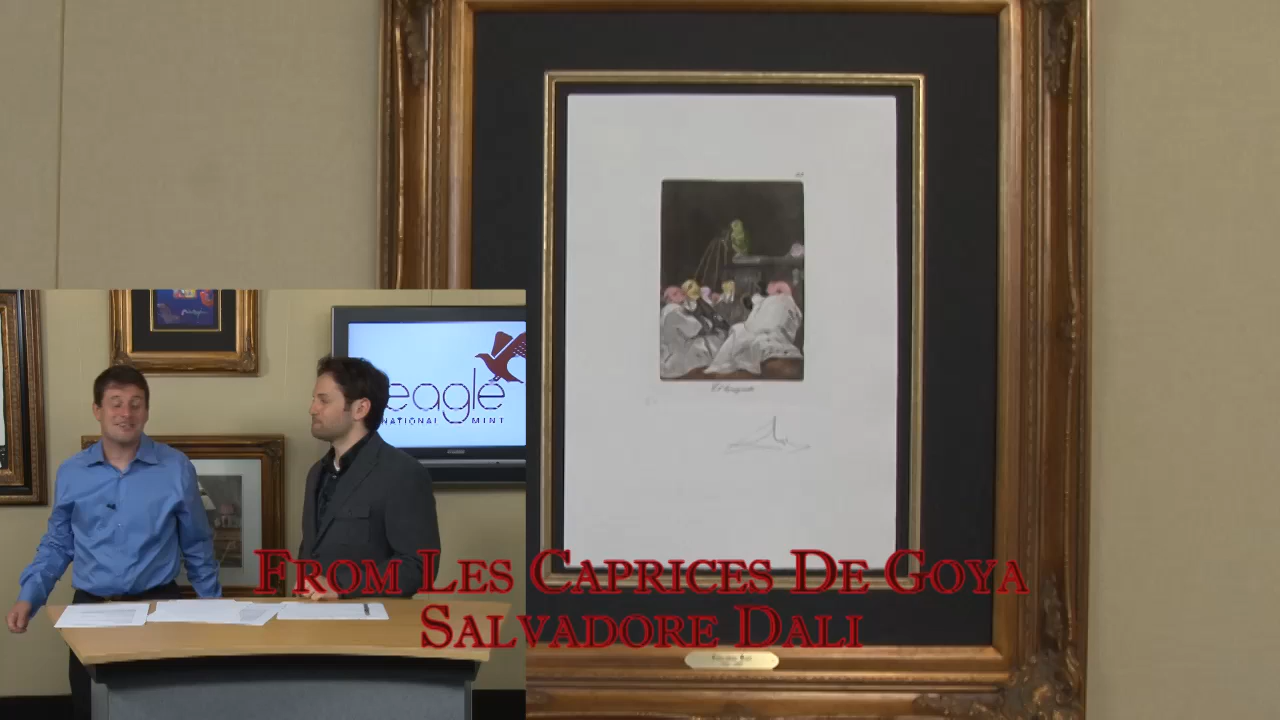 eagle
NATIONAL MINT
FROM LES CAPRICES DE GOYA
SALVADORE DALI